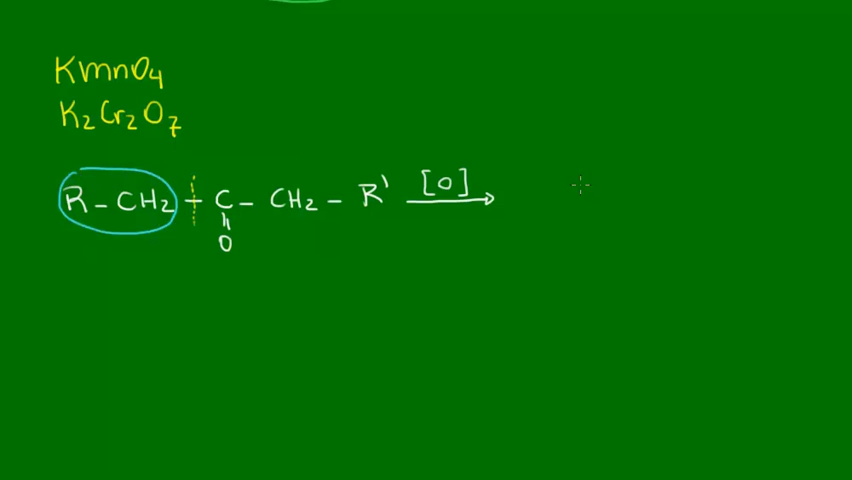 KmnO4
K2Cr2O7
R - CH2 + C - CH2 - R' [O] →
O